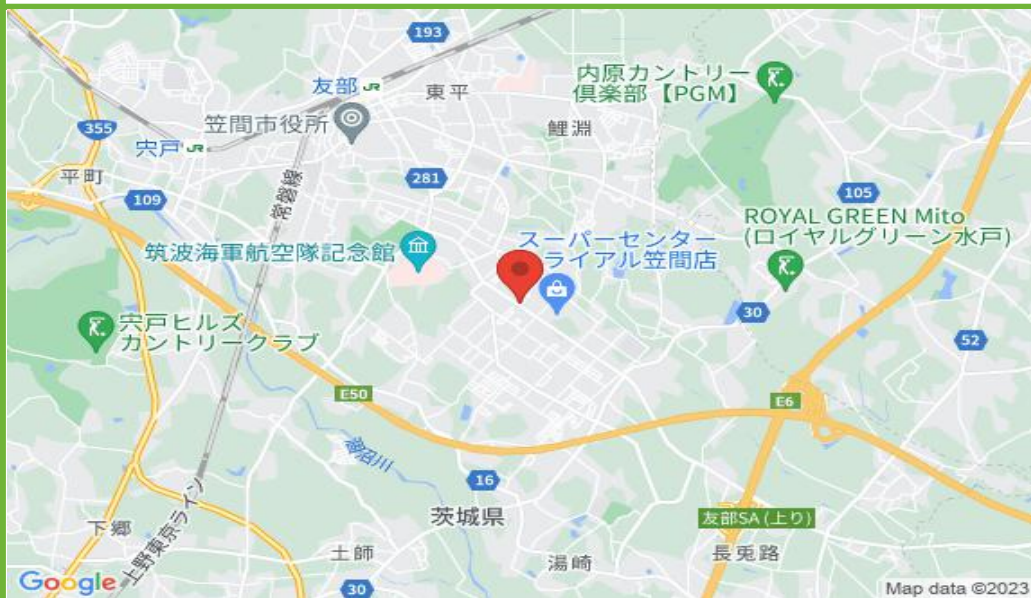 193
友部 JR
東平
内原カントリー
倶楽部【PGM】
笠間市役所
鯉淵
355
宍戸 JR
平町
常磐線
281
109
105
ROYAL GREEN Mito
(ロイヤルグリーン水戸)
筑波海軍航空隊記念館
スーパーセンター
ライアル笠間店
30
宍戸ヒルズ
カントリークラブ
52
E50
E6
涸沼川
16
茨城県
友部SA (上り)
下郷
上野東京ライン
土師
湯崎
長兎路
30
Google
Map data ©2023